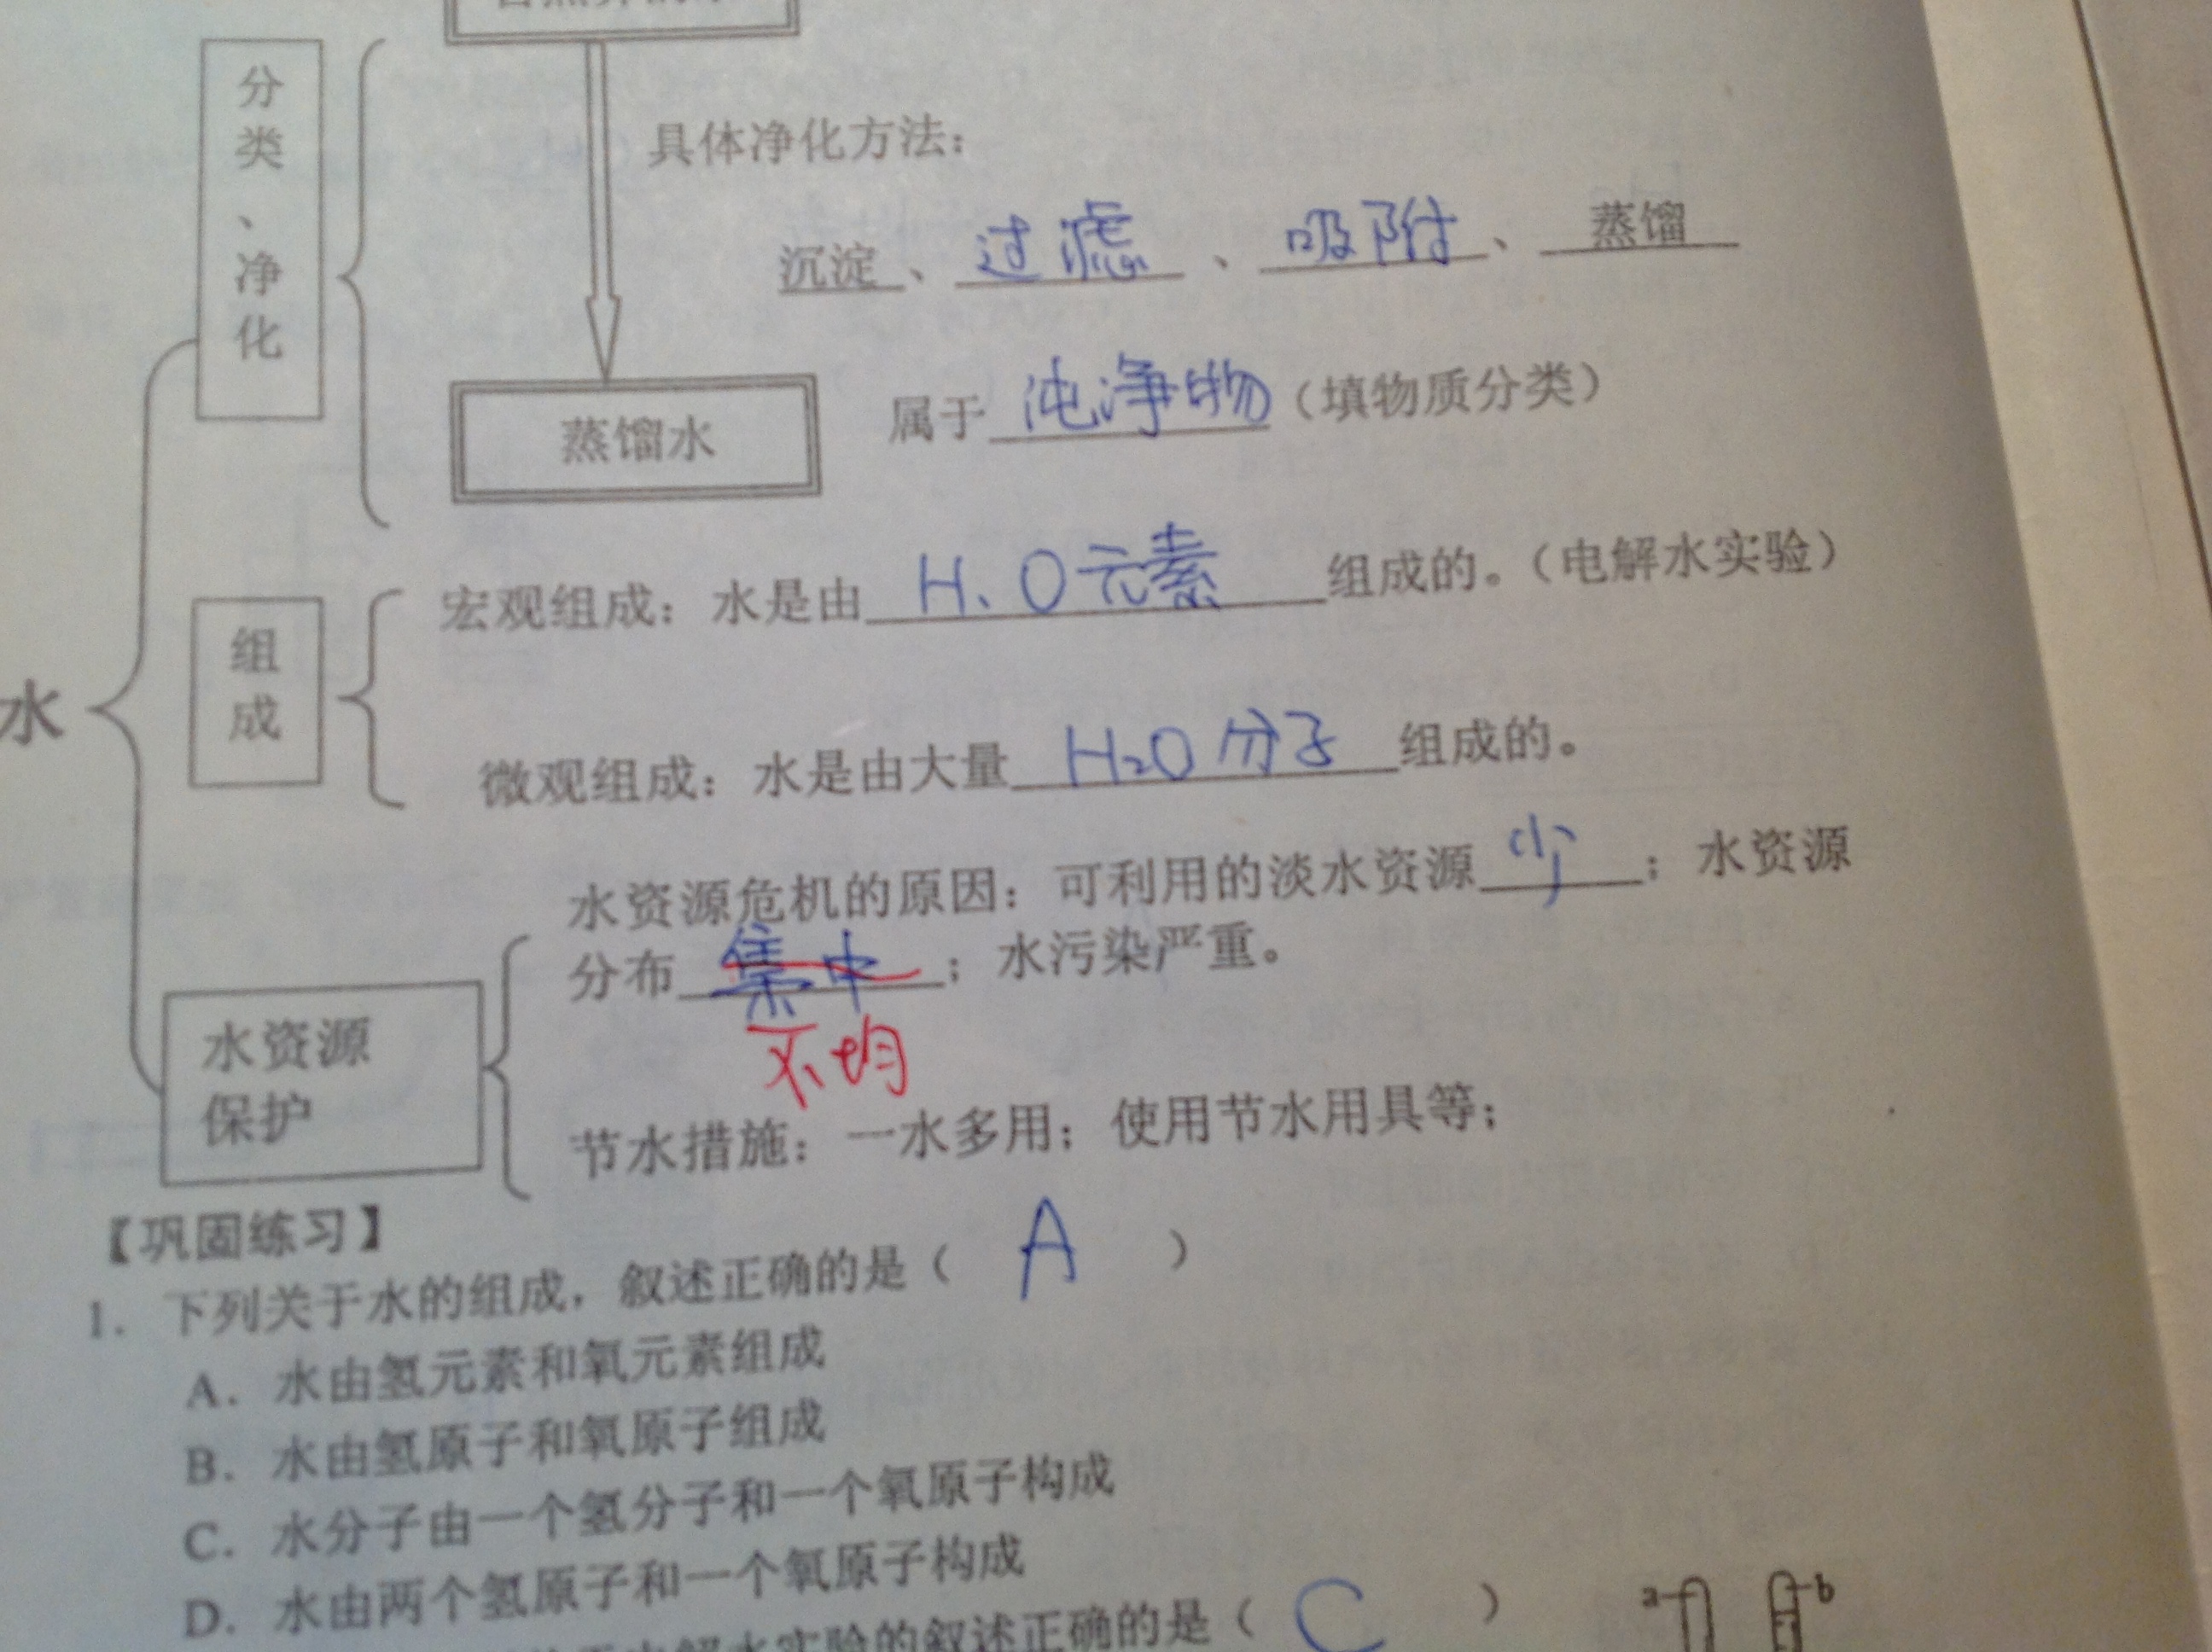 分类、净化
具体净化方法：
沉淀、过滤、吸附、蒸馏
蒸馏水
属于纯净物（填物质分类）
宏观组成：水是由H、O元素组成的。（电解水实验）
组成
水
微观组成：水是由大量H₂O分子组成的。
水资源危机的原因：可利用的淡水资源少；水资源
分布集中；水污染严重。
不均
水资源
保护
节水措施：一水多用；使用节水用具等；
【巩固练习】
1. 下列关于水的组成，叙述正确的是（ A ）
A. 水由氢元素和氧元素组成
B. 水由氢原子和氧原子组成
C. 水分子由一个氢分子和一个氧原子构成
D. 水由两个氢原子和一个氧原子构成
电解水实验的叙述正确的是（ C ）
a b